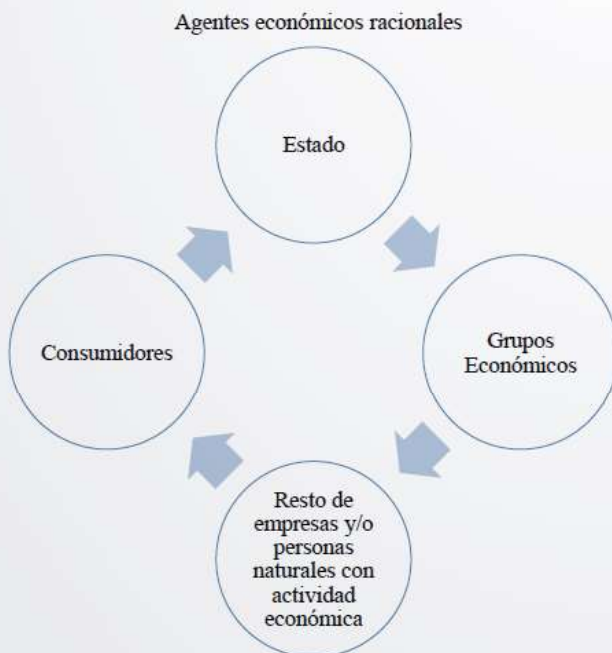 Agentes económicos racionales
Estado
Consumidores
Grupos
Económicos
Resto de
empresas y/o
personas
naturales con
actividad
económica